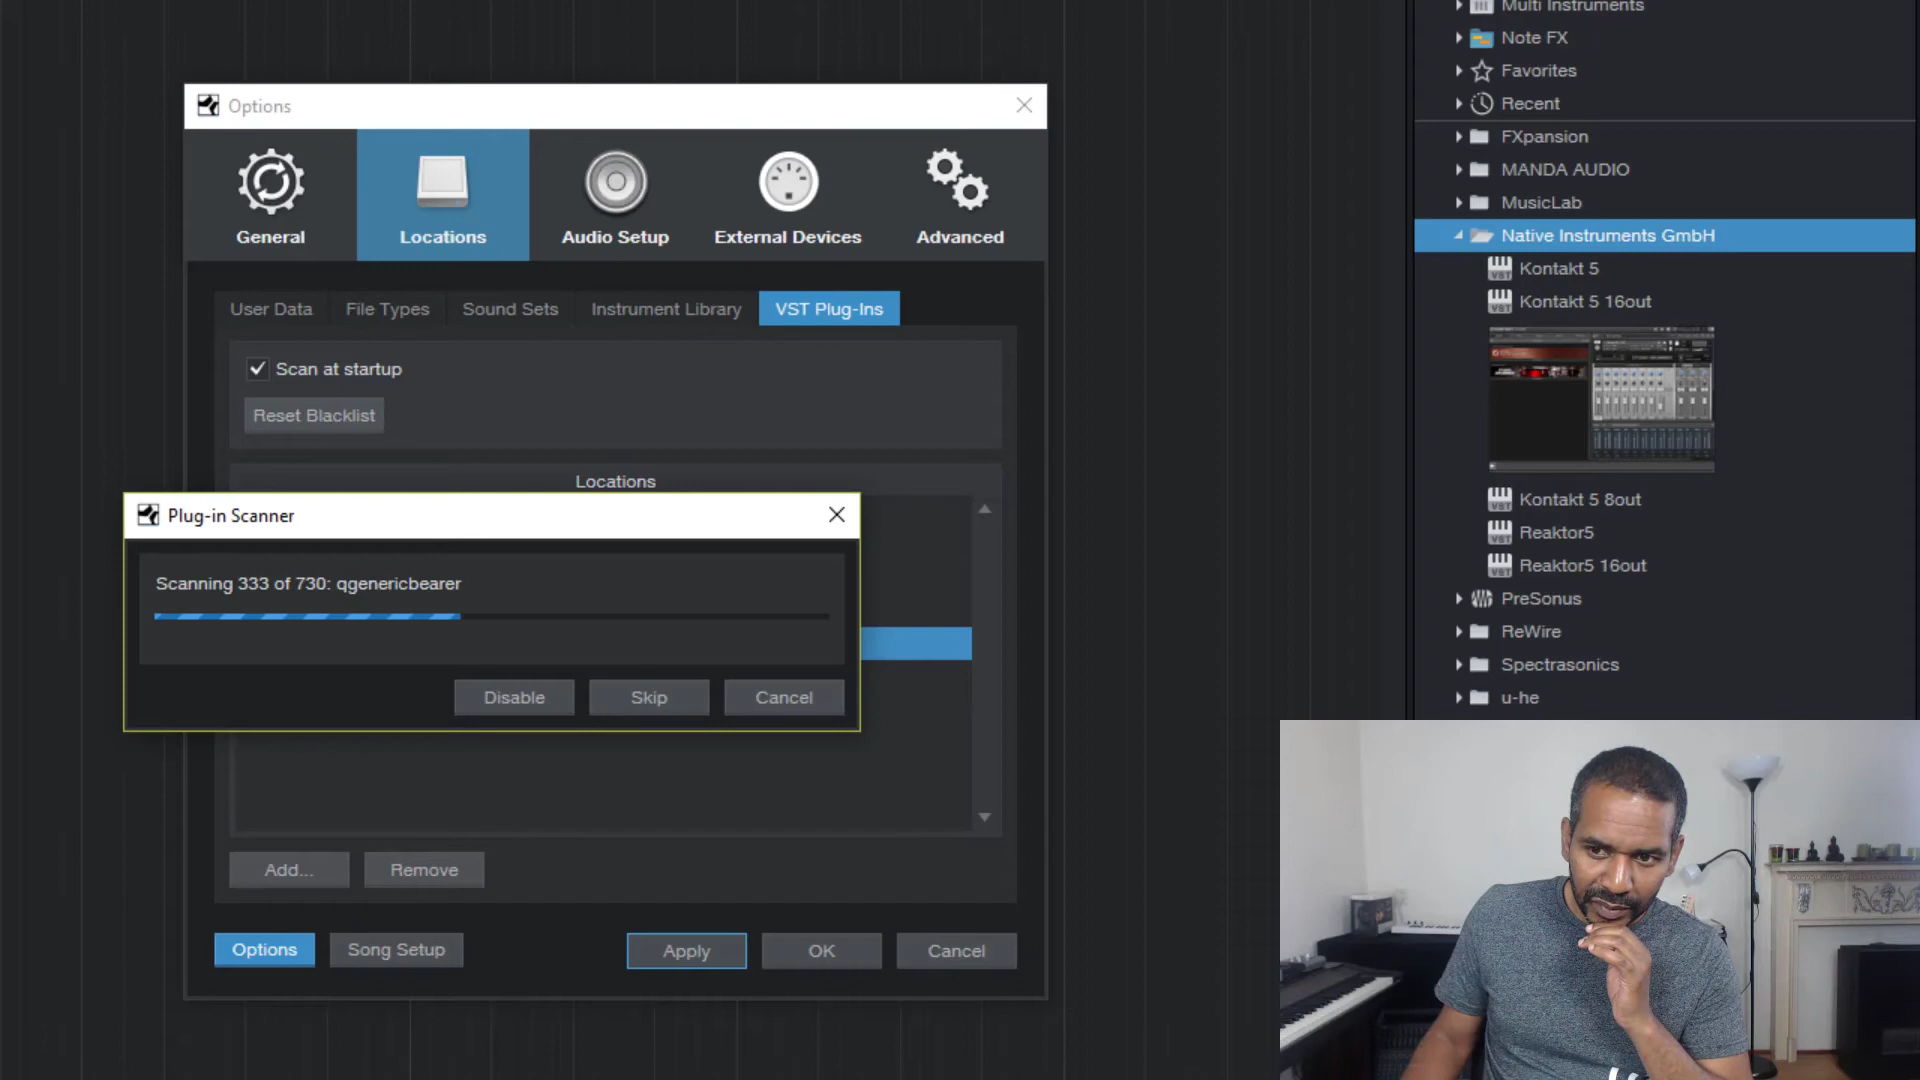 Options
General
Locations
Audio Setup
External Devices
Advanced
User Data
File Types
Sound Sets
Instrument Library
VST Plug-Ins
Scan at startup
Reset Blacklist
Locations
Plug-in Scanner
Scanning 333 of 730: qgenericbearer
Disable
Skip
Cancel
Add...
Remove
Options
Song Setup
Apply
OK
Cancel
Multi Instruments
Note FX
Favorites
Recent
FXpansion
MANDA AUDIO
MusicLab
Native Instruments GmbH
Kontakt 5
Kontakt 5 16out
Kontakt 5 8out
Reaktor5
Reaktor5 16out
PreSonus
ReWire
Spectrasonics
u-he